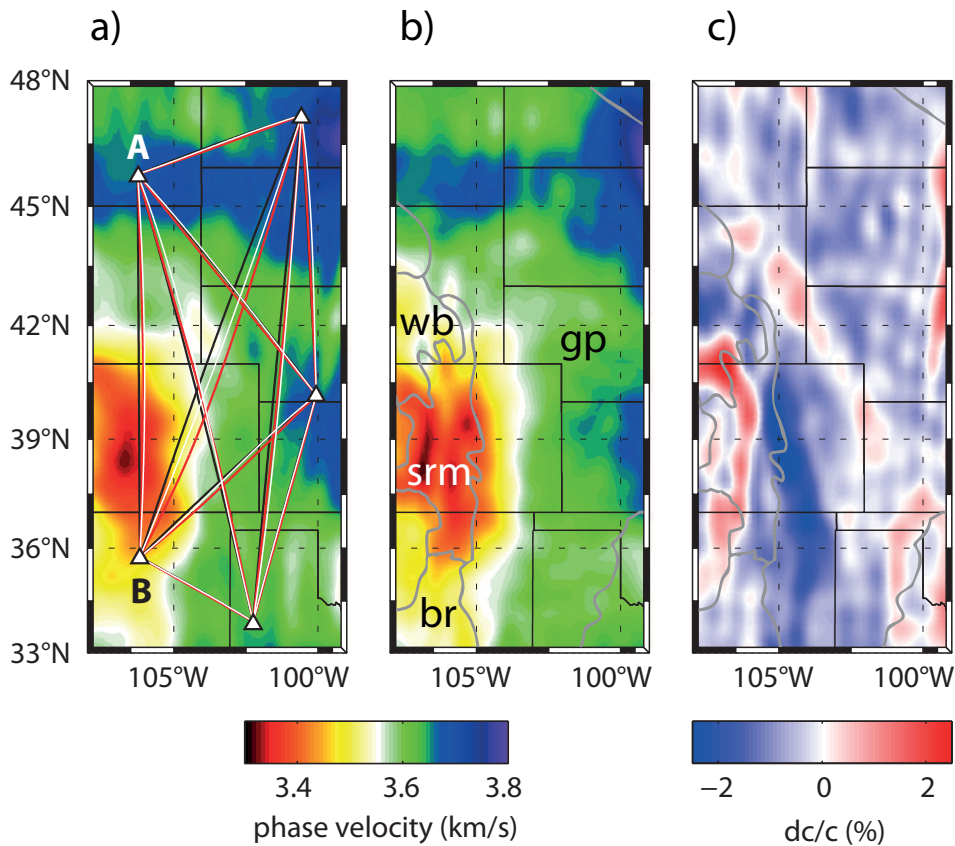 a)
b)
c)
48°N
45°N
42°N
39°N
36°N
33°N
A
B
wb
gp
srm
br
105°W
100°W
105°W
100°W
105°W
100°W
3.4
3.6
3.8
phase velocity (km/s)
−2
0
2
dc/c (%)